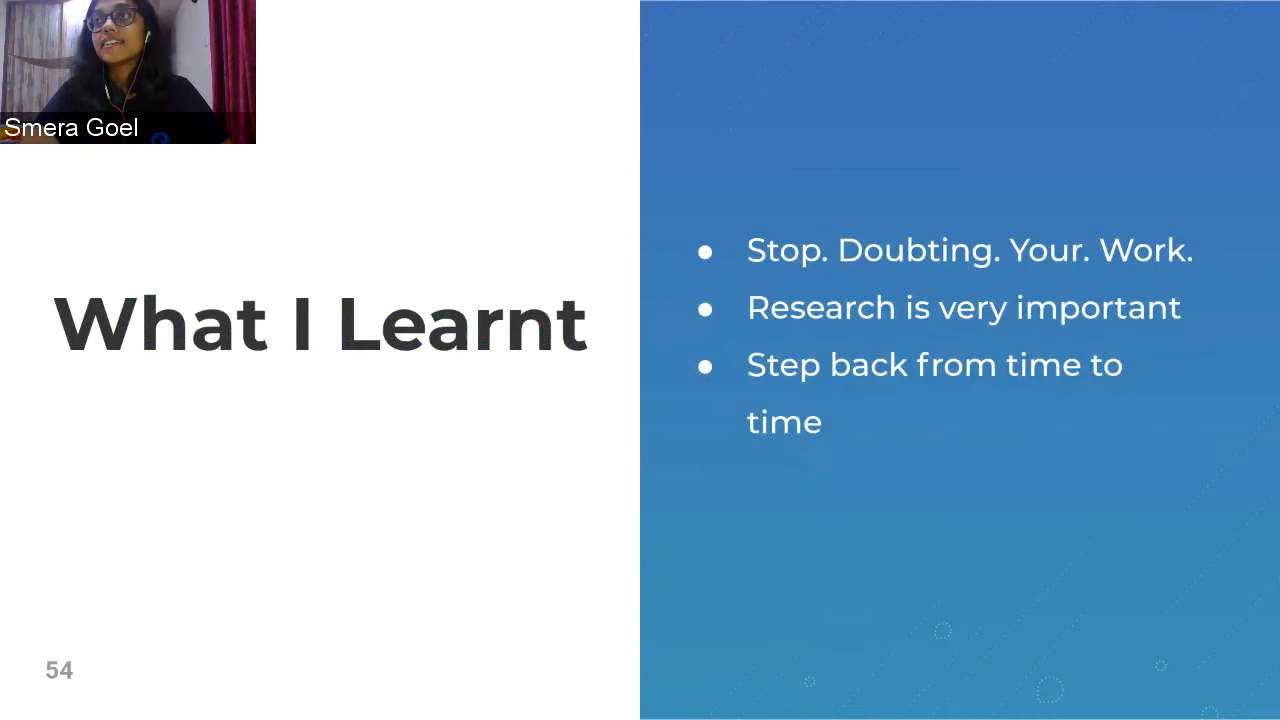 Smera Goel
What I Learnt
● Stop. Doubting. Your. Work.
● Research is very important
● Step back from time to
time
54